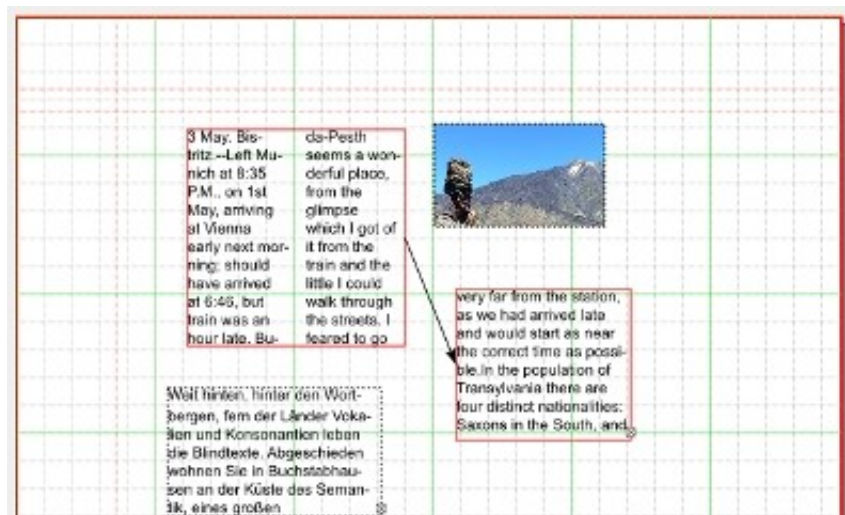 3 May. Bis-
tritz.--Left Mu-
nich at 8:35
P.M., on 1st
May, arriving
at Vienna
early next mor-
ning; should
have arrived
at 6:46, but
train was an
hour late. Bu-
da-Pesth
seems a won-
derful place,
from the
glimpse
which I got of
it from the
train and the
little I could
walk through
the streets. I
feared to go
very far from the station,
as we had arrived late
and would start as near
the correct time as possi-
ble.In the population of
Transylvania there are
four distinct nationalities:
Saxons in the South, and
Weit hinten, hinter den Wort-
bergen, fern der Länder Voka-
lien und Konsonantien leben
die Blindtexte. Abgeschieden
wohnen Sie in Buchstabhau-
sen an der Küste des Seman-
tik, eines großen